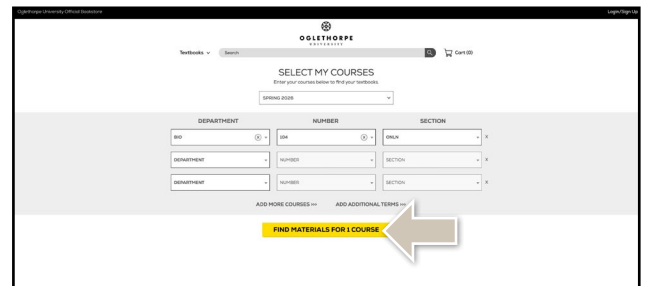 Oglethorpe University Official Bookstore
Login/Sign Up
OGLETHORPE
UNIVERSITY
Textbooks
Search
Cart (0)
SELECT MY COURSES
Enter your courses below to find your textbooks.
SPRING 2025
DEPARTMENT NUMBER SECTION
BIO 104 ONLN X
DEPARTMENT NUMBER SECTION X
DEPARTMENT NUMBER SECTION X
ADD MORE COURSES >>> ADD ADDITIONAL TERMS >>>
FIND MATERIALS FOR 1 COURSE